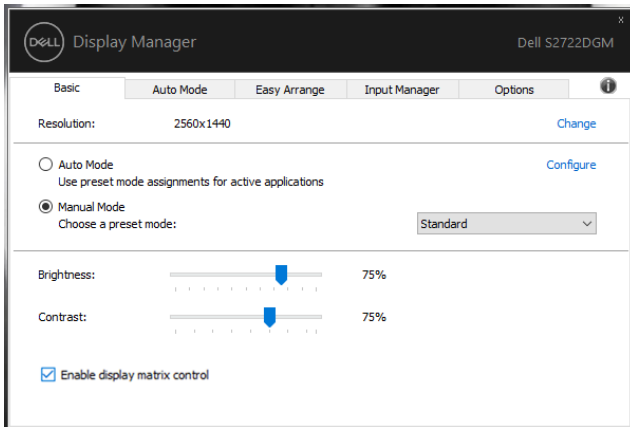 DELL Display Manager Dell S2722DGM
x
Basic Auto Mode Easy Arrange Input Manager Options i
Resolution: 2560x1440 Change
Auto Mode Configure
Use preset mode assignments for active applications
Manual Mode
Choose a preset mode: Standard
Brightness: 75%
Contrast: 75%
Enable display matrix control